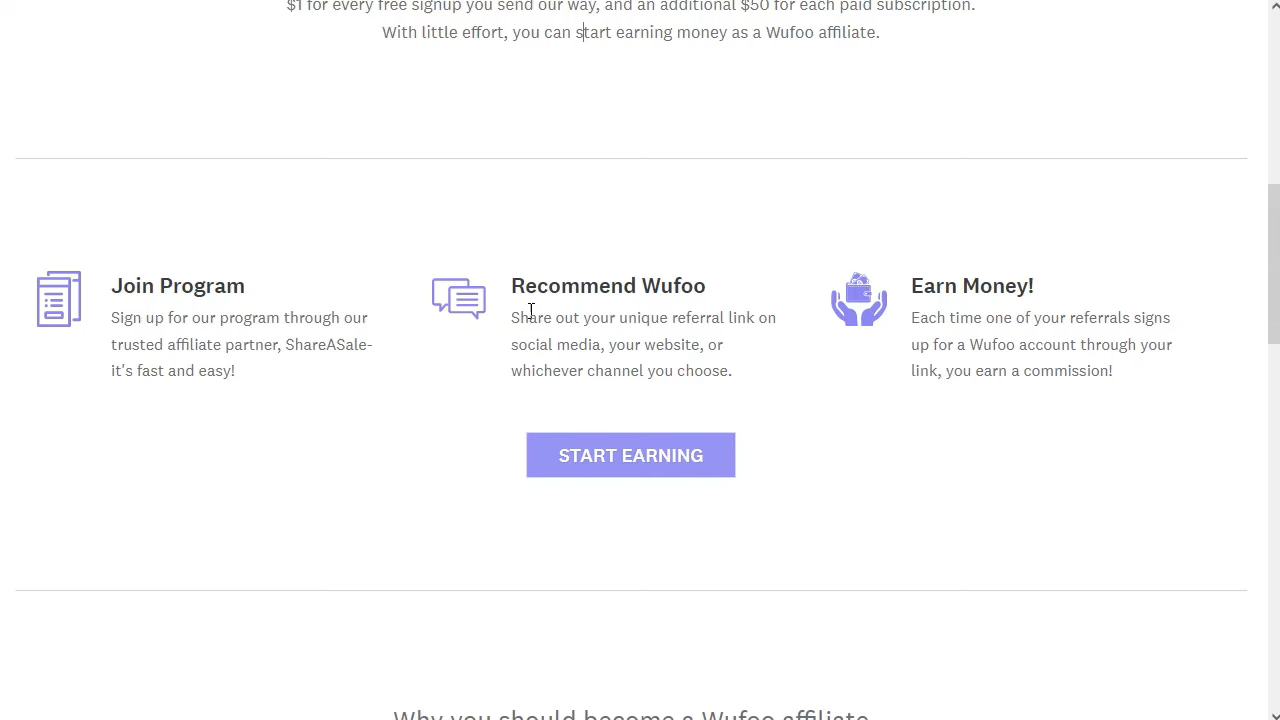 $1 for every free signup you send our way, and an additional $50 for each paid subscription.
With little effort, you can start earning money as a Wufoo affiliate.
Join Program
Sign up for our program through our
trusted affiliate partner, ShareASale-
it's fast and easy!
Recommend Wufoo
Share out your unique referral link on
social media, your website, or
whichever channel you choose.
Earn Money!
Each time one of your referrals signs
up for a Wufoo account through your
link, you earn a commission!
START EARNING
Why you should become a Wufoo affiliate